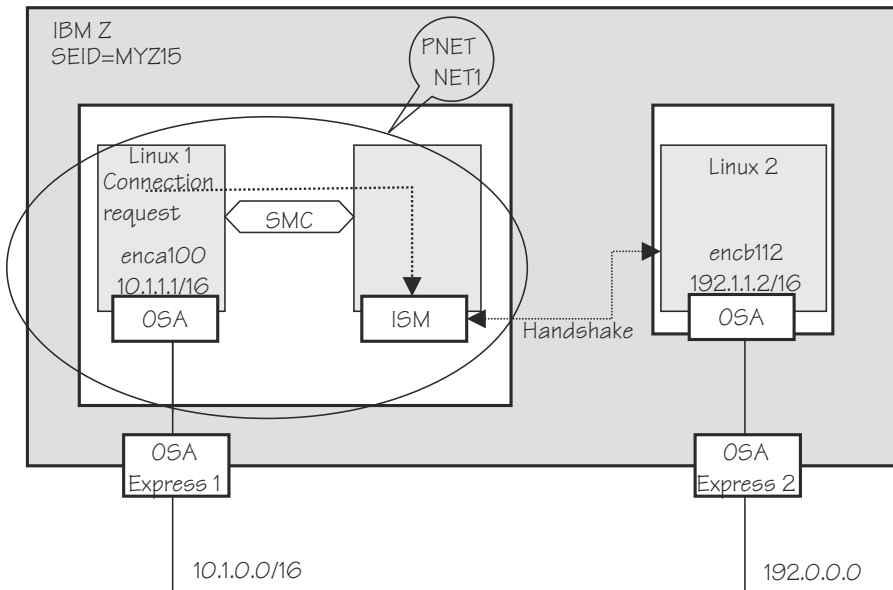 IBM Z
SEID=MYZ15
PNET
NET1
Linux 1
Connection
request
SMC
enca100
10.1.1.1/16
OSA
ISM
Handshake
Linux 2
encb112
192.1.1.2/16
OSA
OSA
Express 1
OSA
Express 2
10.1.0.0/16
192.0.0.0